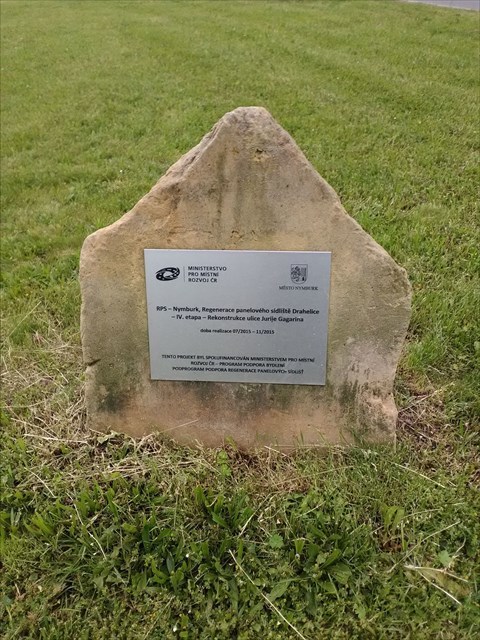 MINISTERSTVO
PRO MÍSTNÍ
ROZVOJ ČR
MĚSTO NYMBURK
RPS – Nymburk, Regenerace panelového sídliště Drahelice
– IV. etapa – Rekonstrukce ulice Jurije Gagarina
doba realizace 07/2013 – 11/2013
TENTO PROJEKT BYL SPOLUFINANCOVÁN MINISTERSTVEM PRO MÍSTNÍ
ROZVOJ ČR – PROGRAM PODPORA BYDLENÍ
PODPROGRAM PODPORA REGENERACE PANELOVÝCH SÍDLIŠŤ